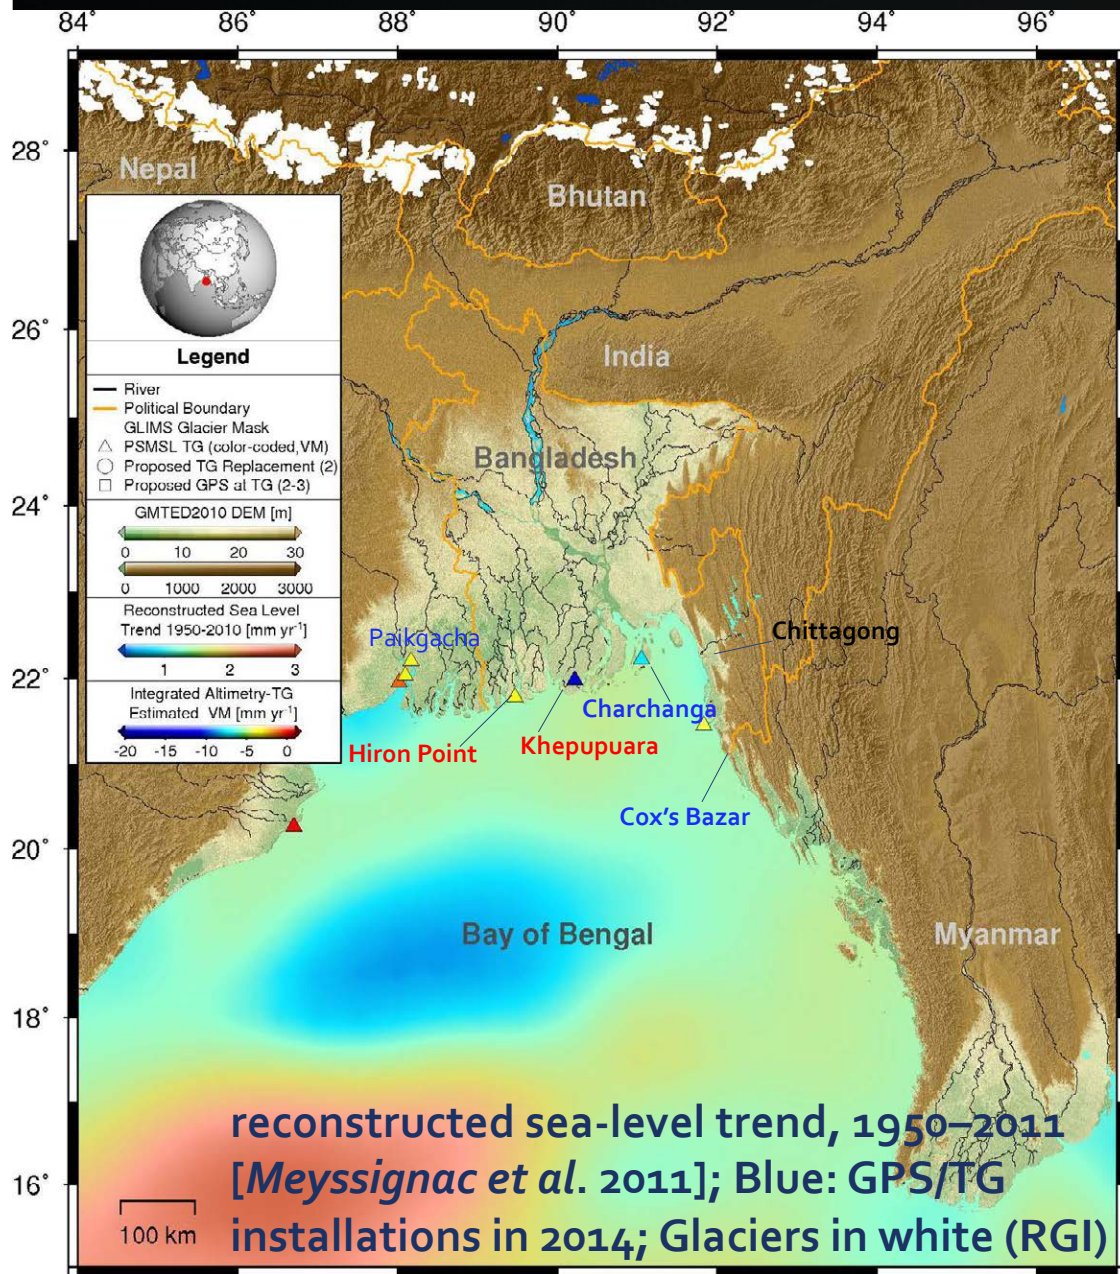 84° 86° 88° 90° 92° 94° 96°
28°
26°
24°
22°
20°
18°
16°
Nepal
Bhutan
India
Bangladesh
Legend
River
Political Boundary
GLIMS Glacier Mask
PSMSL TG (color-coded,VM)
Proposed TG Replacement (2)
Proposed GPS at TG (2-3)
GMTED2010 DEM [m]
0 10 20 30
0 1000 2000 3000
Reconstructed Sea Level
Trend 1950-2010 [mm yr⁻¹]
1 2 3
Integrated Altimetry-TG
Estimated VM [mm yr⁻¹]
-20 -15 -10 -5 0
Paikgacha
Chittagong
Charchanga
Hiron Point
Khepupuara
Cox's Bazar
Bay of Bengal
Myanmar
100 km
reconstructed sea-level trend, 1950–2011
[Meyssignac et al. 2011]; Blue: GPS/TG
installations in 2014; Glaciers in white (RGI)